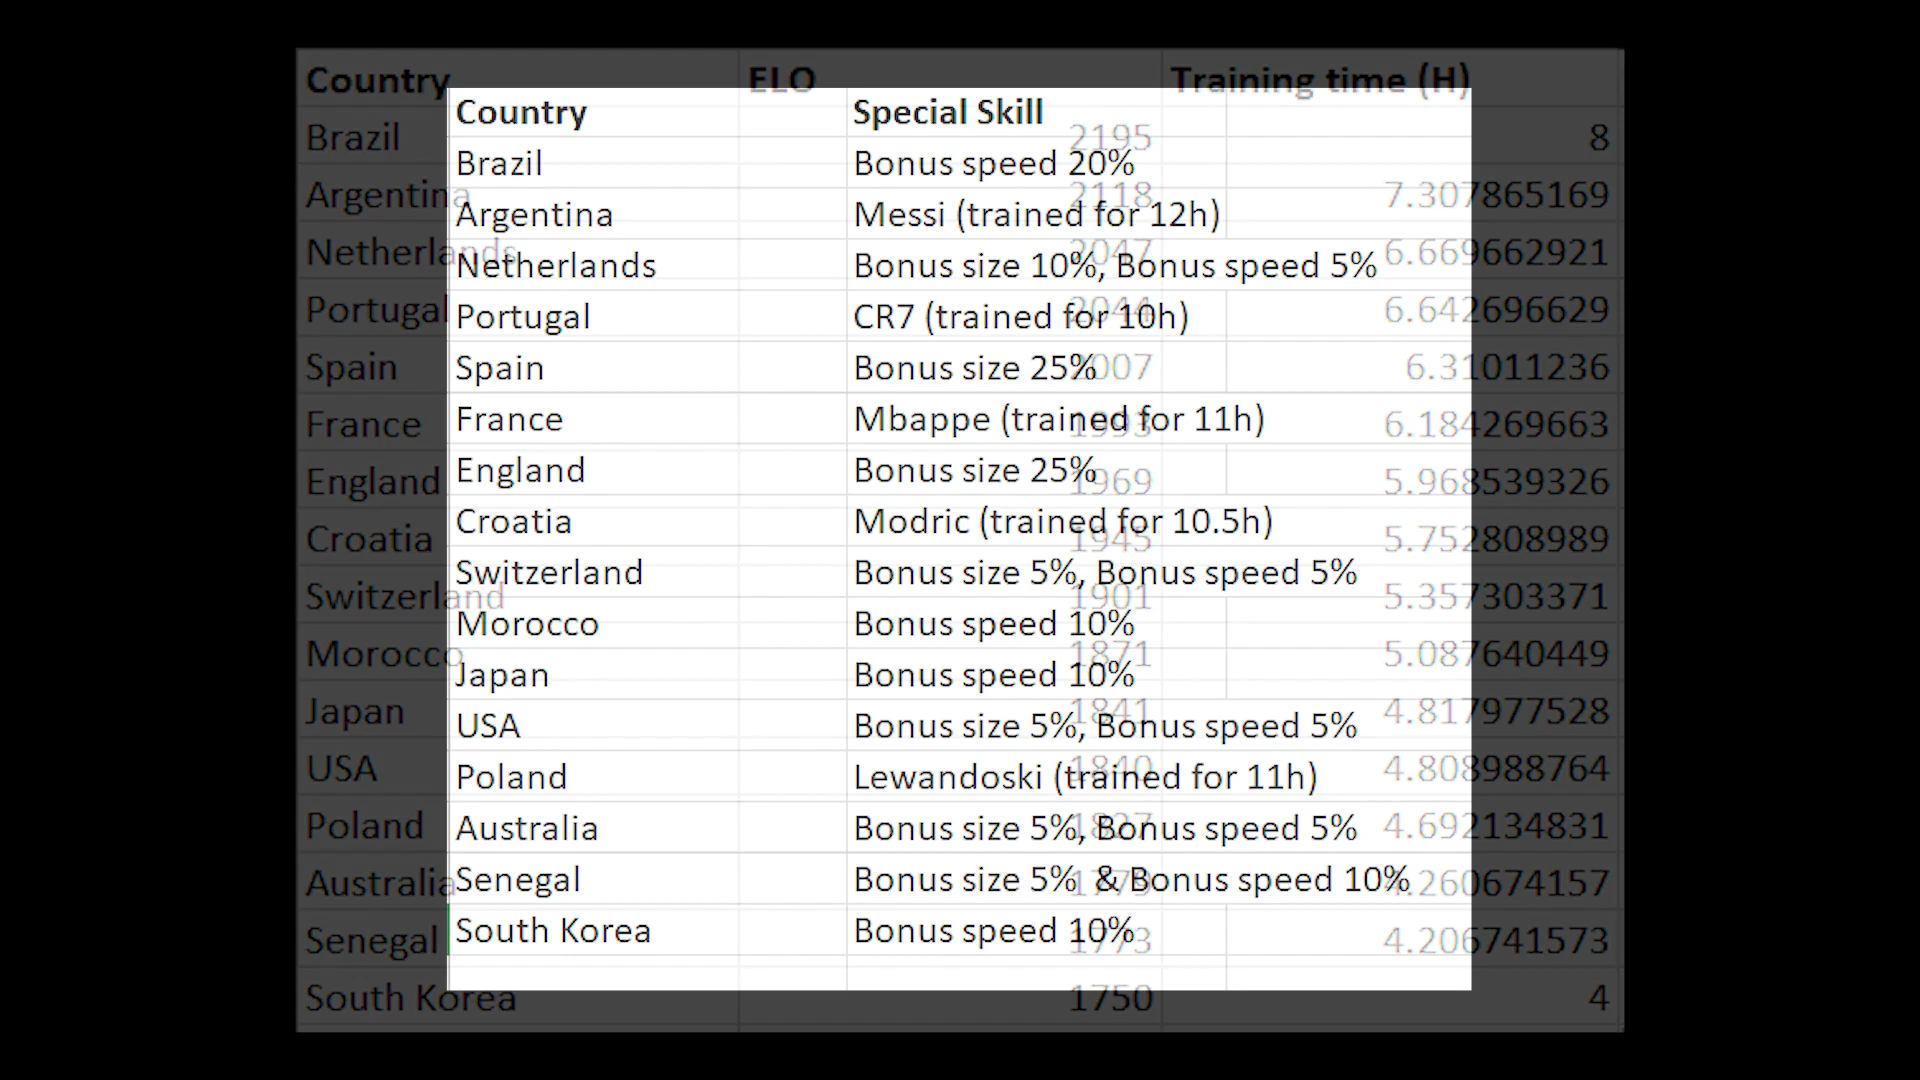 Country ELO Training time (H)
Brazil 2195 8
Argentina 2118 7.307865169
Netherlands 2047 6.669662921
Portugal 2044 6.642696629
Spain 2007 6.31011236
France 1993 6.184269663
England 1969 5.968539326
Croatia 1945 5.752808989
Switzerland 1901 5.357303371
Morocco 1871 5.087640449
Japan 1841 4.817977528
USA 1840 4.808988764
Poland 1827 4.692134831
Australia 4.260674157
Senegal 1773 4.206741573
South Korea 1750 4
Country Special Skill
Brazil Bonus speed 20%
Argentina Messi (trained for 12h)
Netherlands Bonus size 10%, Bonus speed 5%
Portugal CR7 (trained for 10h)
Spain Bonus size 25%
France Mbappe (trained for 11h)
England Bonus size 25%
Croatia Modric (trained for 10.5h)
Switzerland Bonus size 5%, Bonus speed 5%
Morocco Bonus speed 10%
Japan Bonus speed 10%
USA Bonus size 5%, Bonus speed 5%
Poland Lewandoski (trained for 11h)
Australia Bonus size 5%, Bonus speed 5%
Senegal Bonus size 5% & Bonus speed 10%
South Korea Bonus speed 10%